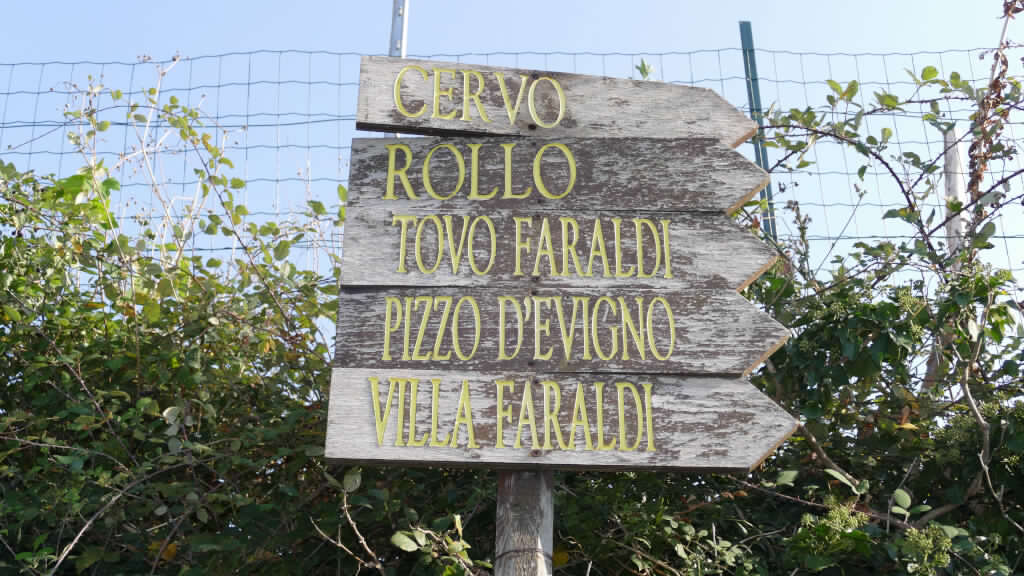 CERVO
ROLLO
TOVO FARALDI
PIZZO D'EVIGNO
VILLA FARALDI